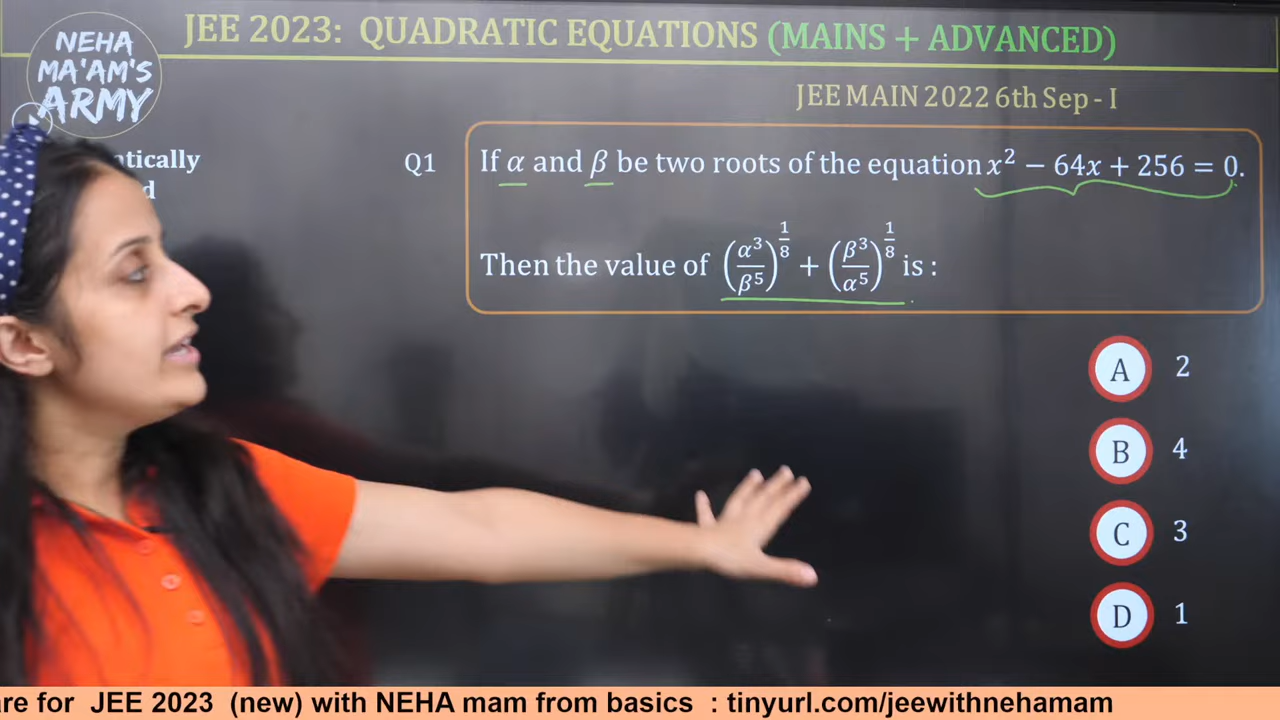 NEHA
MA'AM'S
ARMY
JEE 2023: QUADRATIC EQUATIONS (MAINS + ADVANCED)
JEE MAIN 2022 6th Sep - I
Q1
If α and β be two roots of the equation x² − 64x + 256 = 0.
Then the value of (α³/β⁵)^(1/8) + (β³/α⁵)^(1/8) is :
A 2
B 4
C 3
D 1
JEE 2023 (new) with NEHA mam from basics : tinyurl.com/jeewithnehamam